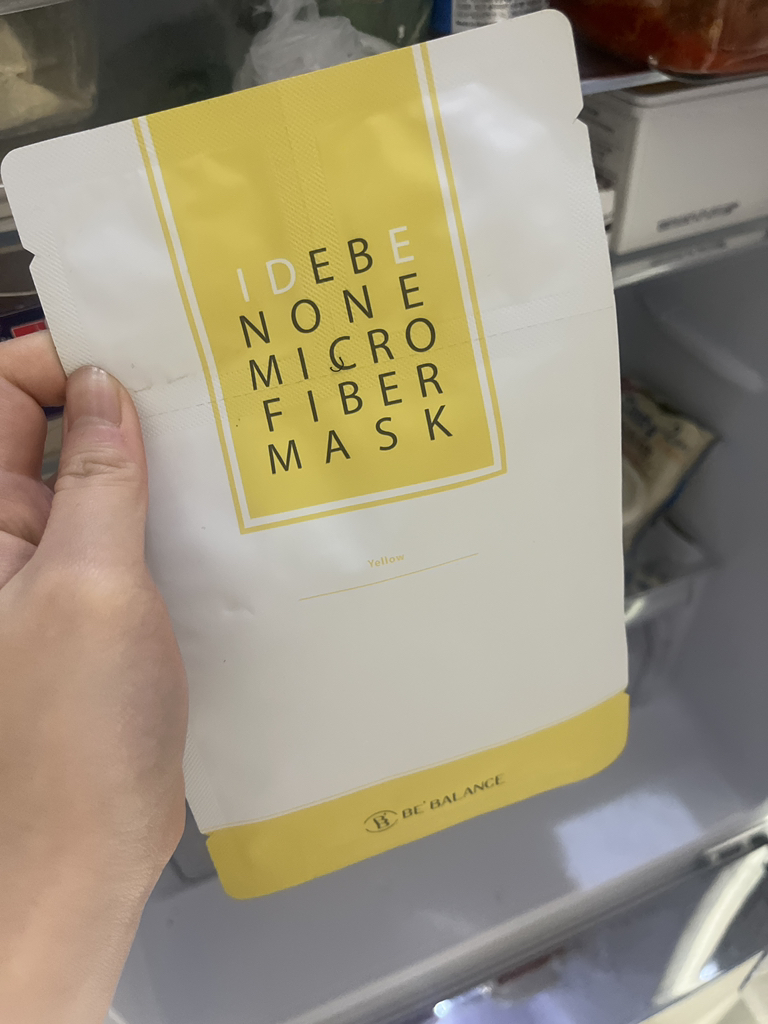 IDEBE
NONE
MICRO
FIBER
MASK
Yellow
BE' BALANCE